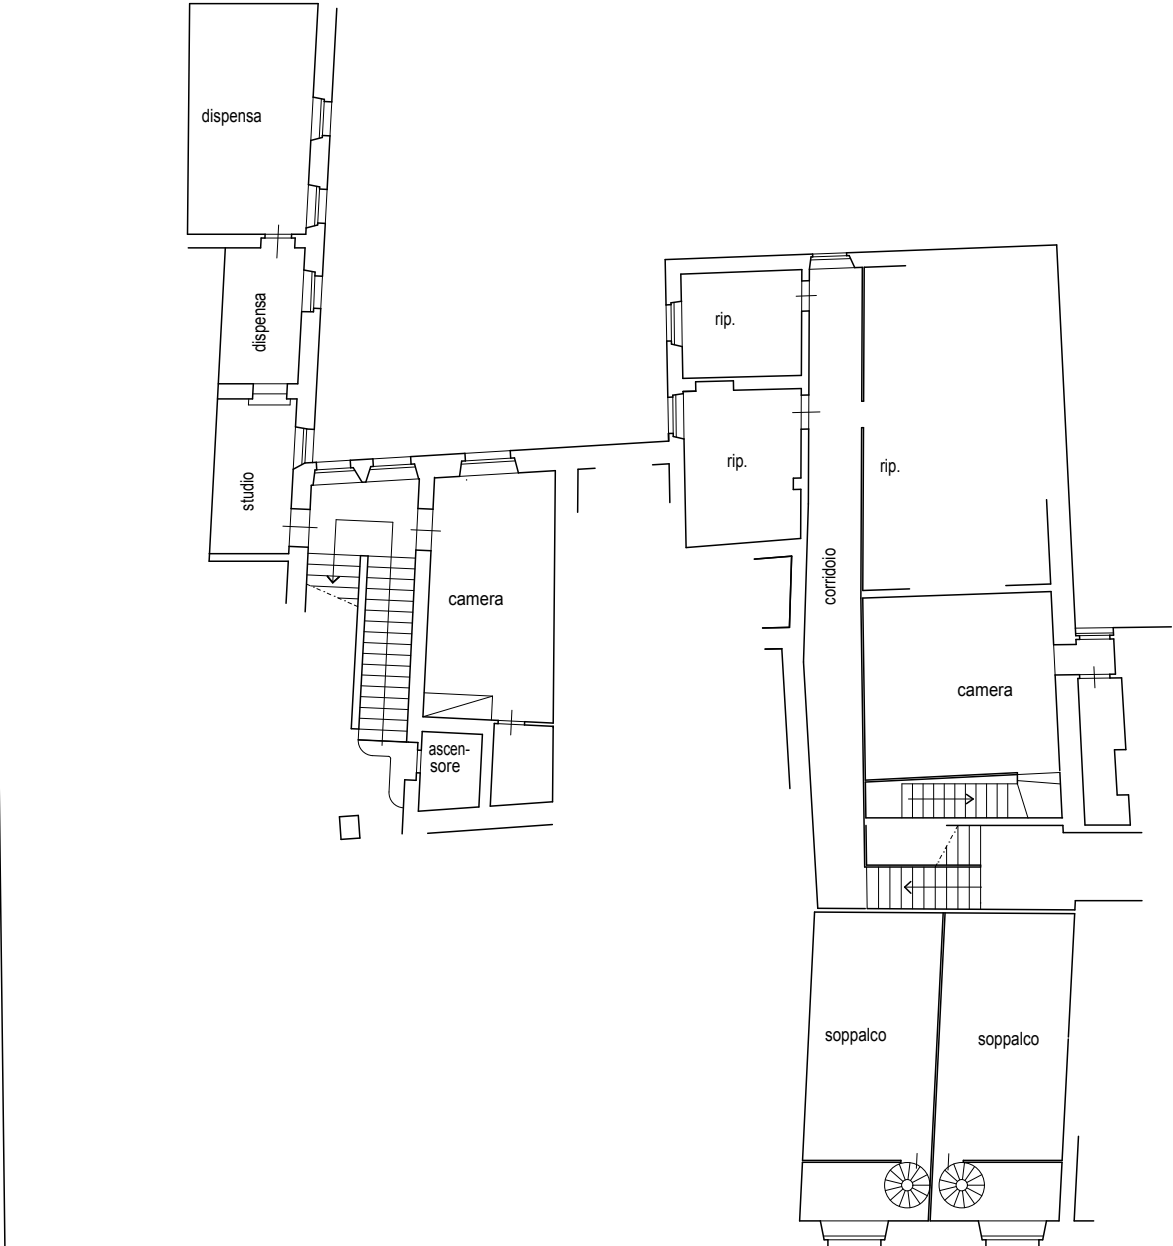 dispensa
dispensa
rip.
rip.
rip.
studio
corridoio
camera
camera
ascen-
sore
soppalco
soppalco